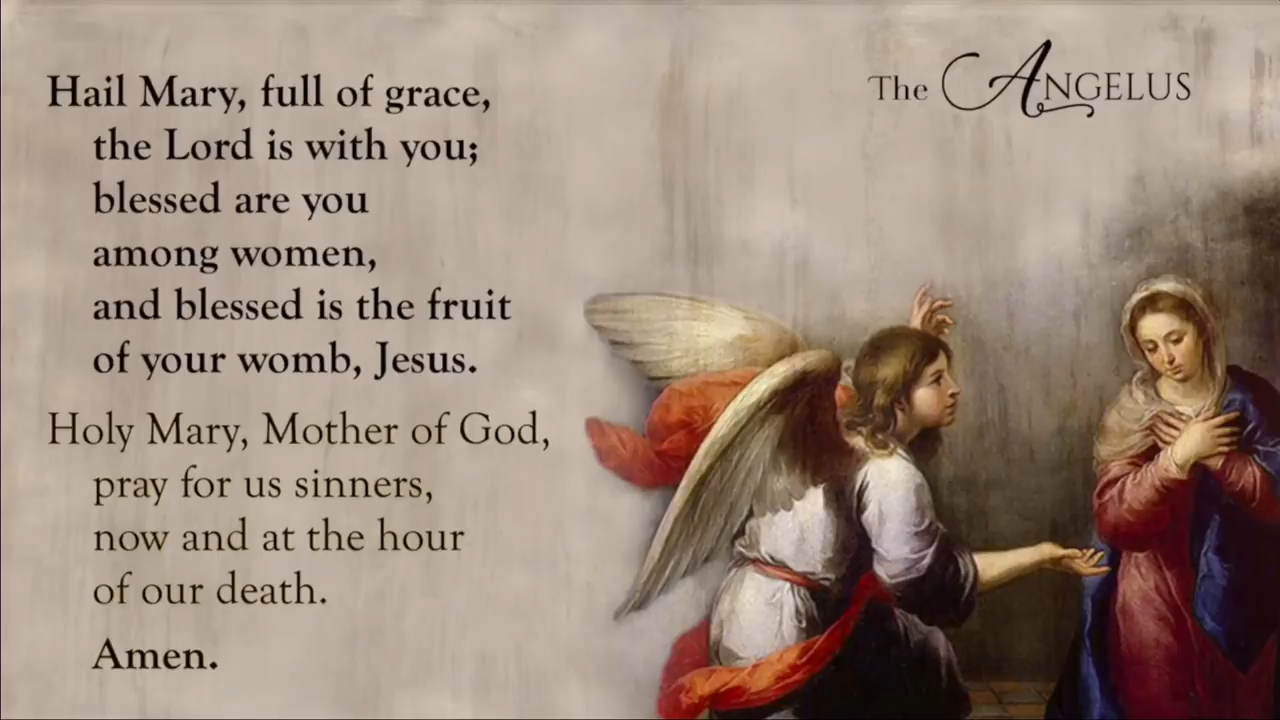 The ANGELUS
Hail Mary, full of grace,
the Lord is with you;
blessed are you
among women,
and blessed is the fruit
of your womb, Jesus.
Holy Mary, Mother of God,
pray for us sinners,
now and at the hour
of our death.
Amen.